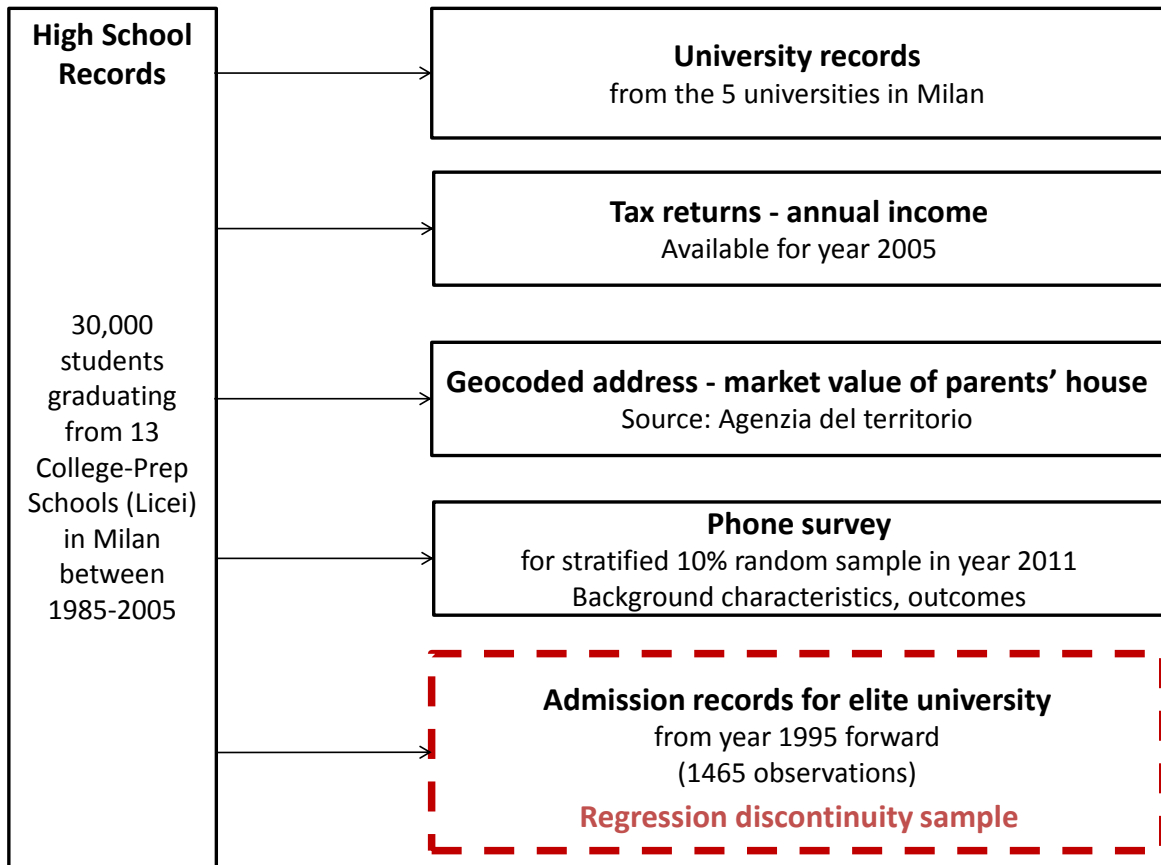 High School
Records
30,000
students
graduating
from 13
College-Prep
Schools (Licei)
in Milan
between
1985-2005
University records
from the 5 universities in Milan
Tax returns - annual income
Available for year 2005
Geocoded address - market value of parents’ house
Source: Agenzia del territorio
Phone survey
for stratified 10% random sample in year 2011
Background characteristics, outcomes
Admission records for elite university
from year 1995 forward
(1465 observations)
Regression discontinuity sample